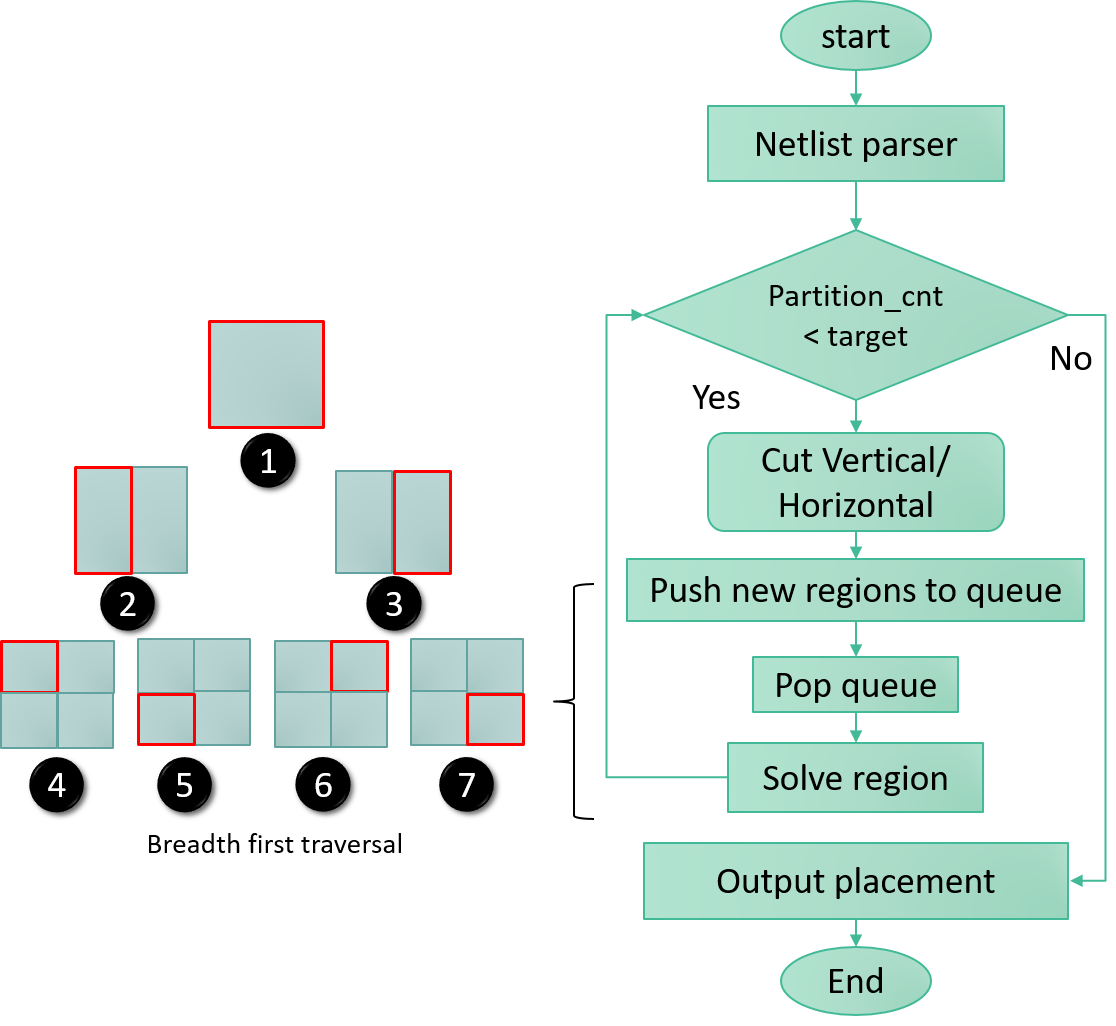 start
Netlist parser
Partition_cnt
< target
No
Yes
Cut Vertical/
Horizontal
Push new regions to queue
Pop queue
Solve region
Output placement
End
1
2
3
4
5
6
7
Breadth first traversal